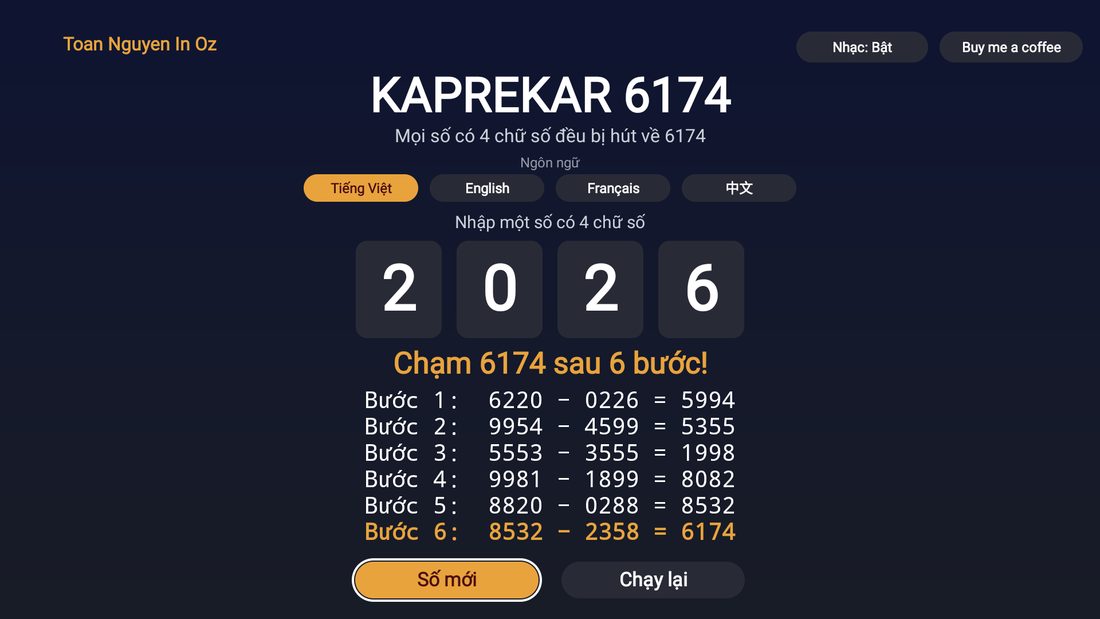 Toan Nguyen In Oz
Nhạc: Bật
Buy me a coffee
KAPREKAR 6174
Mọi số có 4 chữ số đều bị hút về 6174
Ngôn ngữ
Tiếng Việt English Français 中文
Nhập một số có 4 chữ số
2 0 2 6
Chạm 6174 sau 6 bước!
Bước 1: 6220 - 0226 = 5994
Bước 2: 9954 - 4599 = 5355
Bước 3: 5553 - 3555 = 1998
Bước 4: 9981 - 1899 = 8082
Bước 5: 8820 - 0288 = 8532
Bước 6: 8532 - 2358 = 6174
Số mới Chạy lại